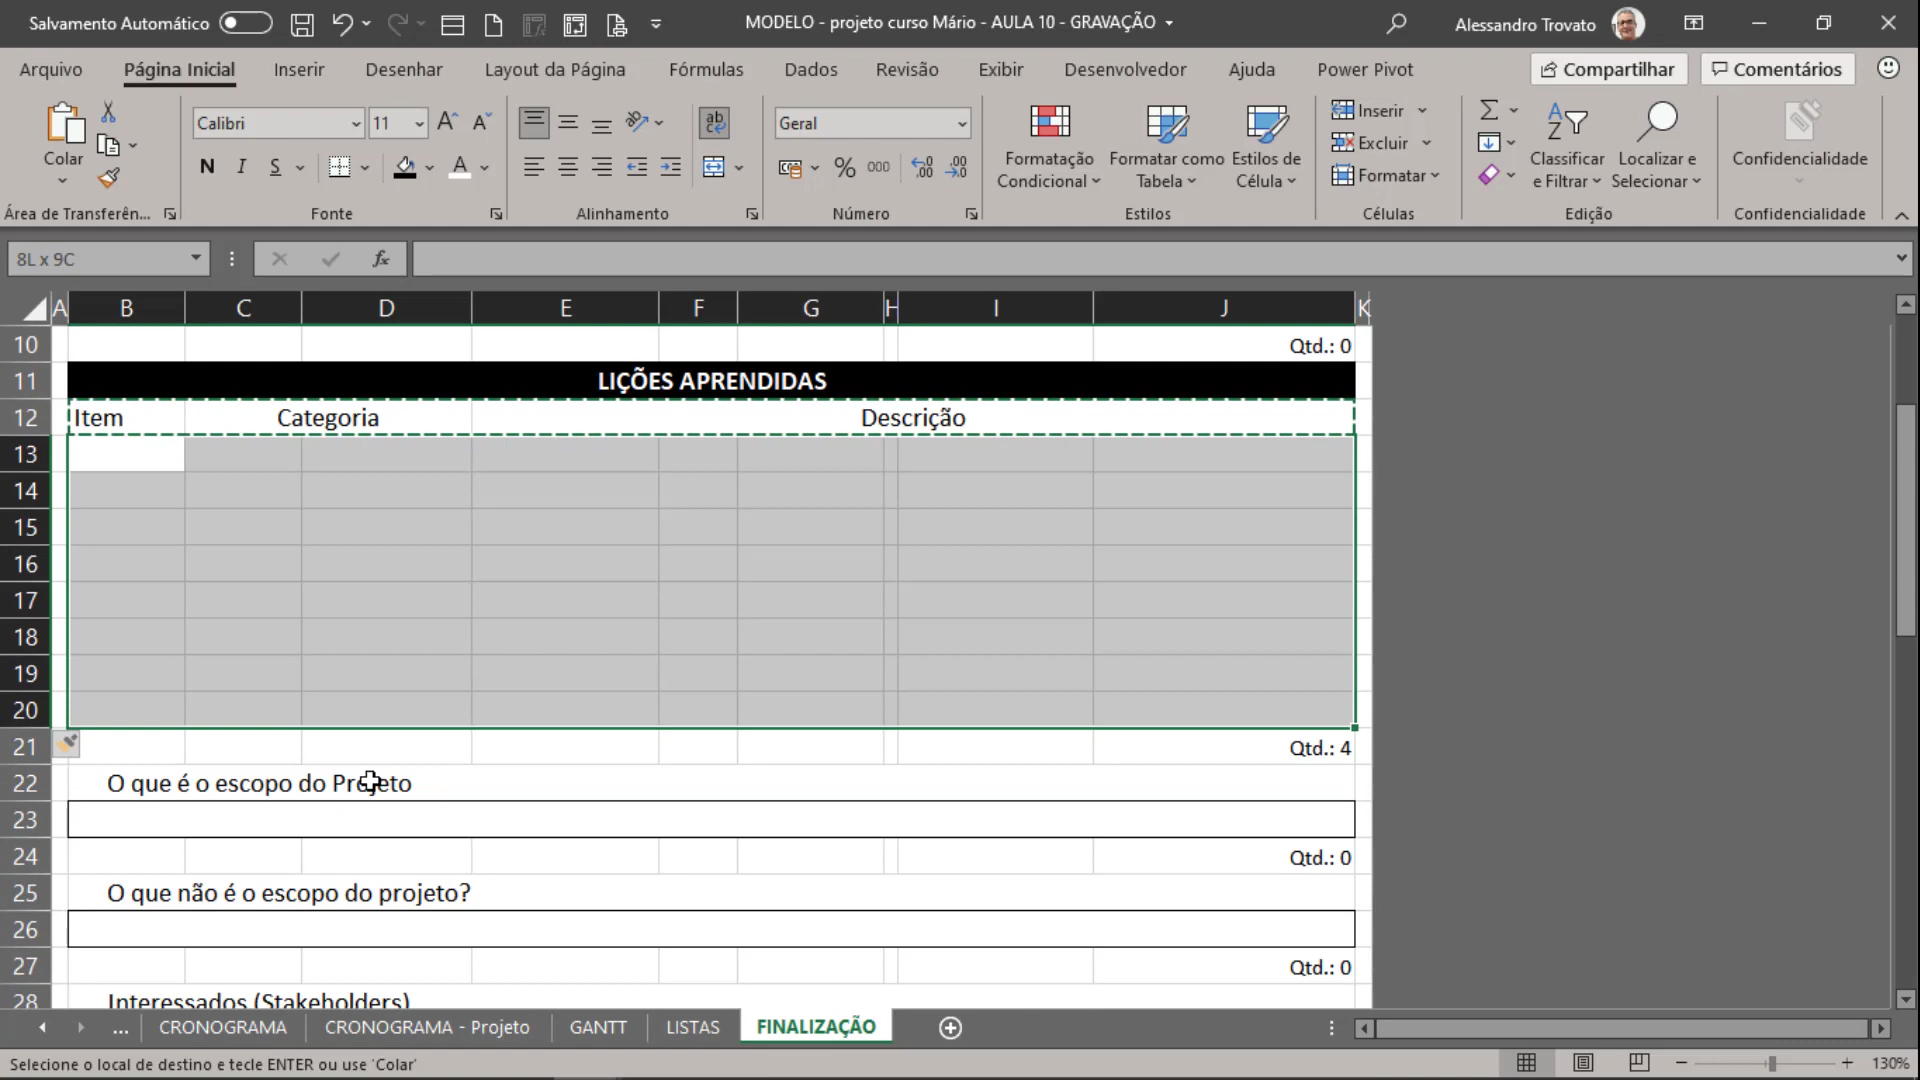 Salvamento Automático
MODELO - projeto curso Mário - AULA 10 - GRAVAÇÃO
Alessandro Trovato
Arquivo Página Inicial Inserir Desenhar Layout da Página Fórmulas Dados Revisão Exibir Desenvolvedor Ajuda Power Pivot
Compartilhar Comentários
Colar
Área de Transferên...
Calibri 11
N I S
Fonte
ab
Alinhamento
Geral
% 000
Número
Formatação Condicional
Formatar como Tabela
Estilos de Célula
Estilos
Inserir
Excluir
Formatar
Células
Classificar e Filtrar
Localizar e Selecionar
Edição
Confidencialidade
Confidencialidade
8L x 9C
fx
A B C D E F G H I J K
10 Qtd.: 0
11 LIÇÕES APRENDIDAS
12 Item Categoria Descrição
13
14
15
16
17
18
19
20
21 Qtd.: 4
22 O que é o escopo do Projeto
23
24 Qtd.: 0
25 O que não é o escopo do projeto?
26
27 Qtd.: 0
28 Interessados (Stakeholders)
... CRONOGRAMA CRONOGRAMA - Projeto GANTT LISTAS FINALIZAÇÃO
Selecione o local de destino e tecle ENTER ou use 'Colar'
130%